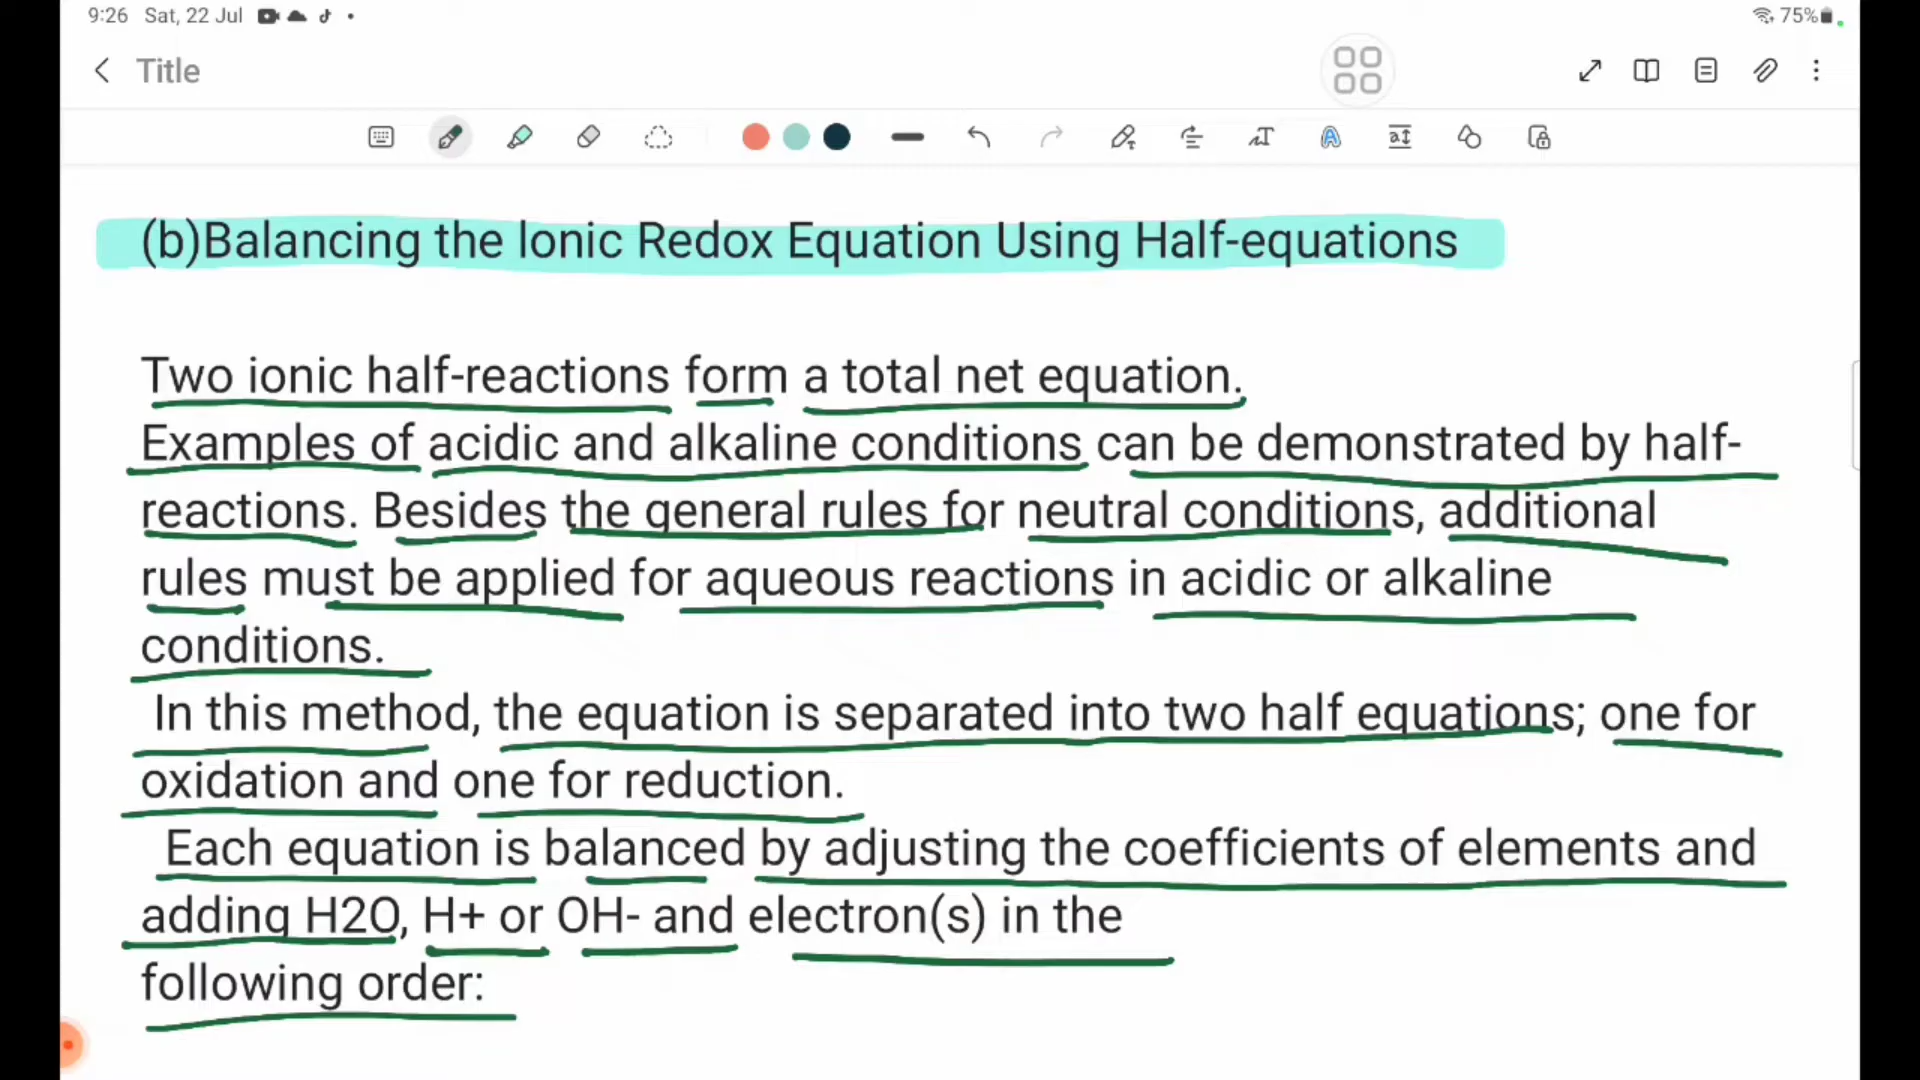 9:26 Sat, 22 Jul
75%
Title
(b)Balancing the Ionic Redox Equation Using Half-equations
Two ionic half-reactions form a total net equation.
Examples of acidic and alkaline conditions can be demonstrated by half-
reactions. Besides the general rules for neutral conditions, additional
rules must be applied for aqueous reactions in acidic or alkaline
conditions.
In this method, the equation is separated into two half equations; one for
oxidation and one for reduction.
Each equation is balanced by adjusting the coefficients of elements and
adding H2O, H+ or OH- and electron(s) in the
following order: